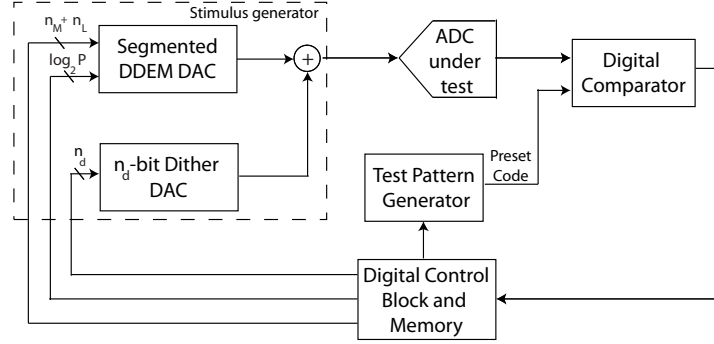 Stimulus generator
n_M + n_L
log_2 P
Segmented
DDEM DAC
+
ADC
under
test
Digital
Comparator
n_d
n_d-bit Dither
DAC
Preset
Code
Test Pattern
Generator
Digital Control
Block and
Memory